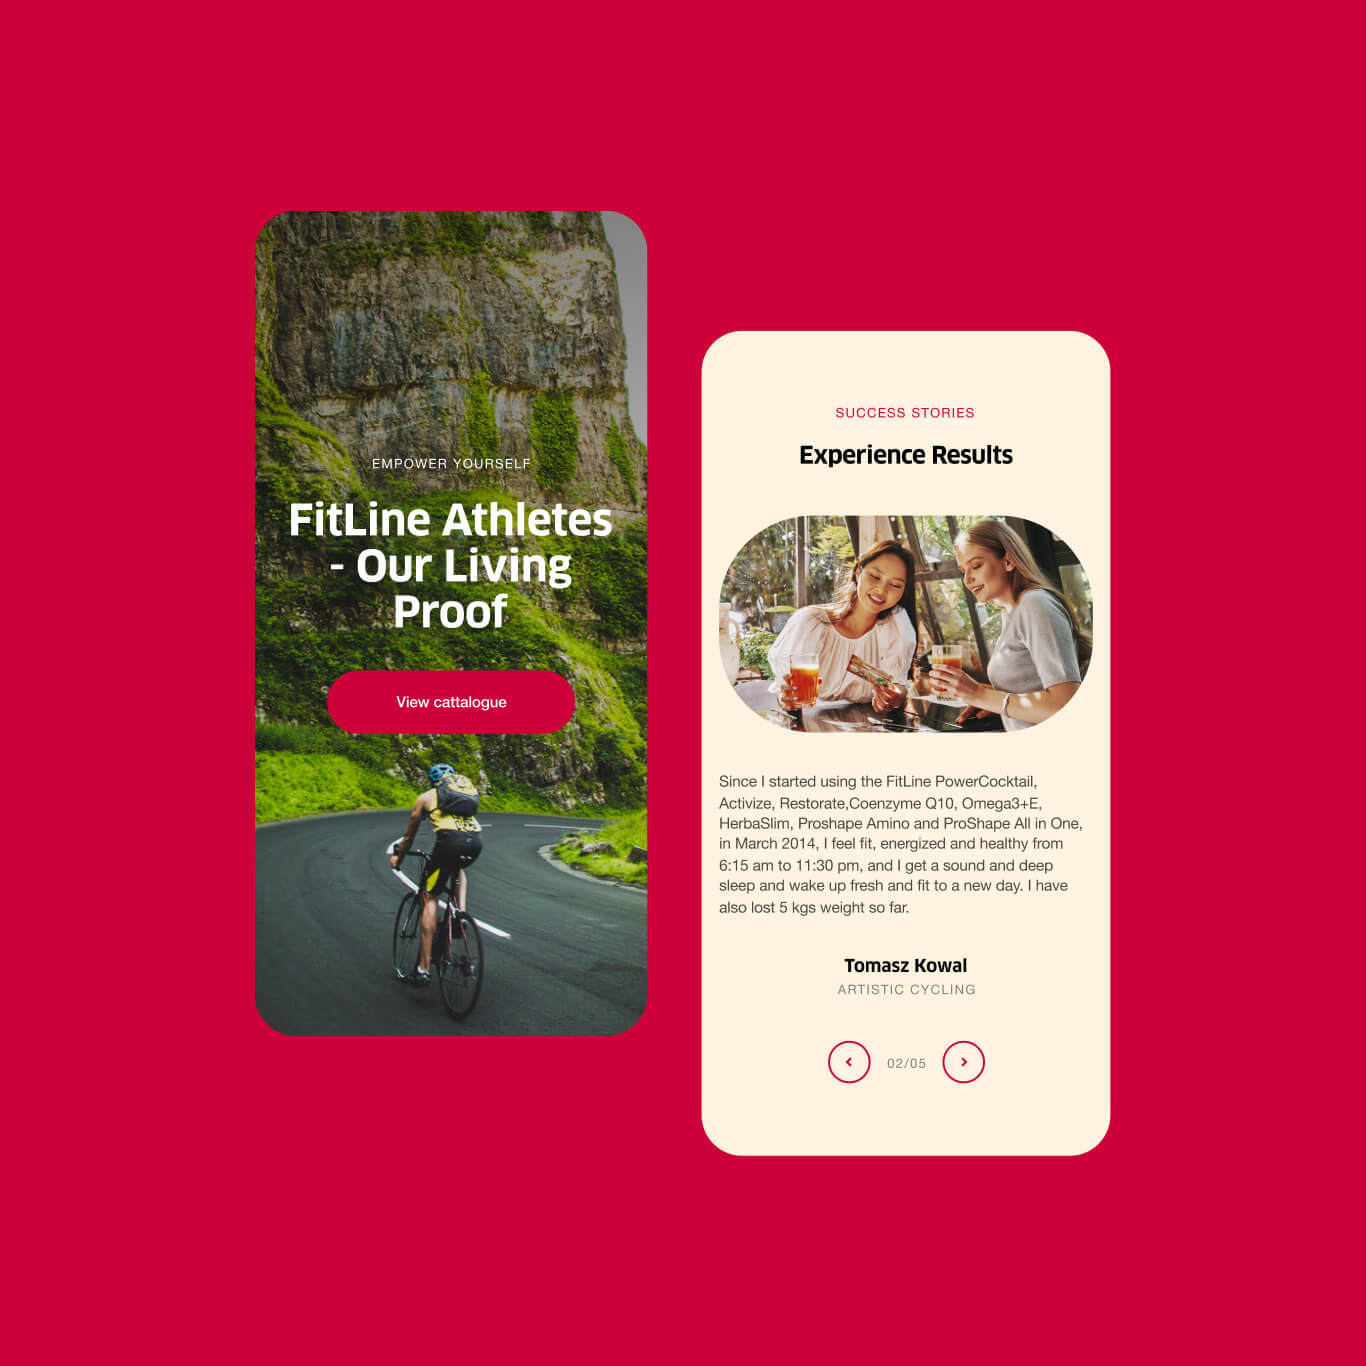 EMPOWER YOURSELF
FitLine Athletes
- Our Living
Proof
View cattalogue
SUCCESS STORIES
Experience Results
Since I started using the FitLine PowerCocktail,
Activize, Restorate,Coenzyme Q10, Omega3+E,
HerbaSlim, Proshape Amino and ProShape All in One,
in March 2014, I feel fit, energized and healthy from
6:15 am to 11:30 pm, and I get a sound and deep
sleep and wake up fresh and fit to a new day. I have
also lost 5 kgs weight so far.
Tomasz Kowal
ARTISTIC CYCLING
02/05